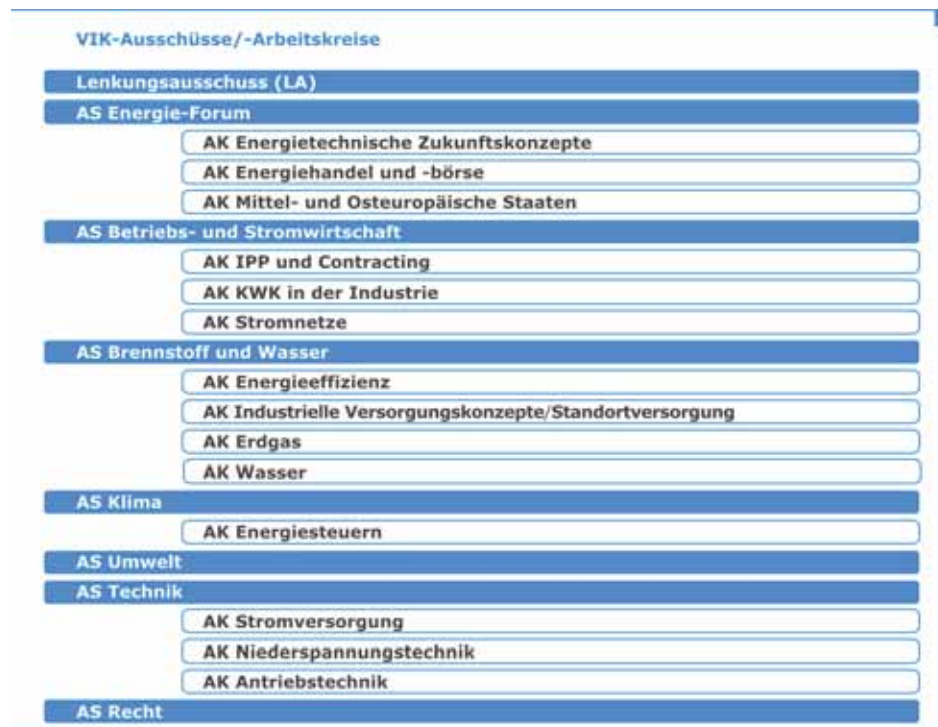 VIK-Ausschüsse/-Arbeitskreise
Lenkungsausschuss (LA)
AS Energie-Forum
AK Energietechnische Zukunftskonzepte
AK Energiehandel und -börse
AK Mittel- und Osteuropäische Staaten
AS Betriebs- und Stromwirtschaft
AK IPP und Contracting
AK KWK in der Industrie
AK Stromnetze
AS Brennstoff und Wasser
AK Energieeffizienz
AK Industrielle Versorgungskonzepte/Standortversorgung
AK Erdgas
AK Wasser
AS Klima
AK Energiesteuern
AS Umwelt
AS Technik
AK Stromversorgung
AK Niederspannungstechnik
AK Antriebstechnik
AS Recht